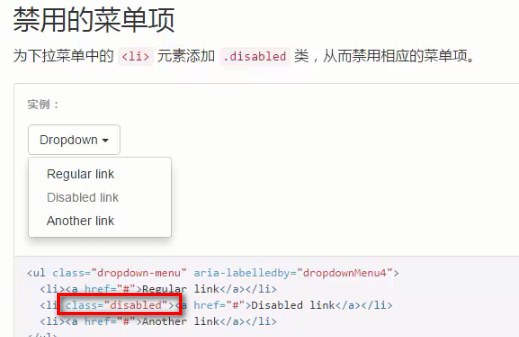 禁用的菜单项
为下拉菜单中的 <li> 元素添加 .disabled 类，从而禁用相应的菜单项。
实例：
Dropdown
Regular link
Disabled link
Another link
<ul class="dropdown-menu" aria-labelledby="dropdownMenu4">
<li><a href="#">Regular link</a></li>
<li class="disabled"><a href="#">Disabled link</a></li>
<li><a href="#">Another link</a></li>
</ul>